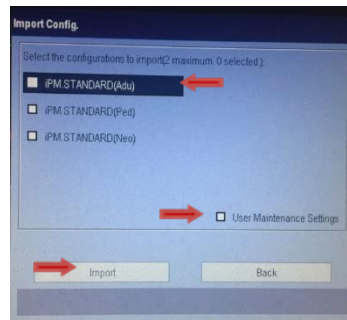 Import Config.
Select the configurations to import(2 maximum, 0 selected.):
iPM.STANDARD(Adu)
iPM.STANDARD(Ped)
iPM.STANDARD(Neo)
User Maintenance Settings
Import Back